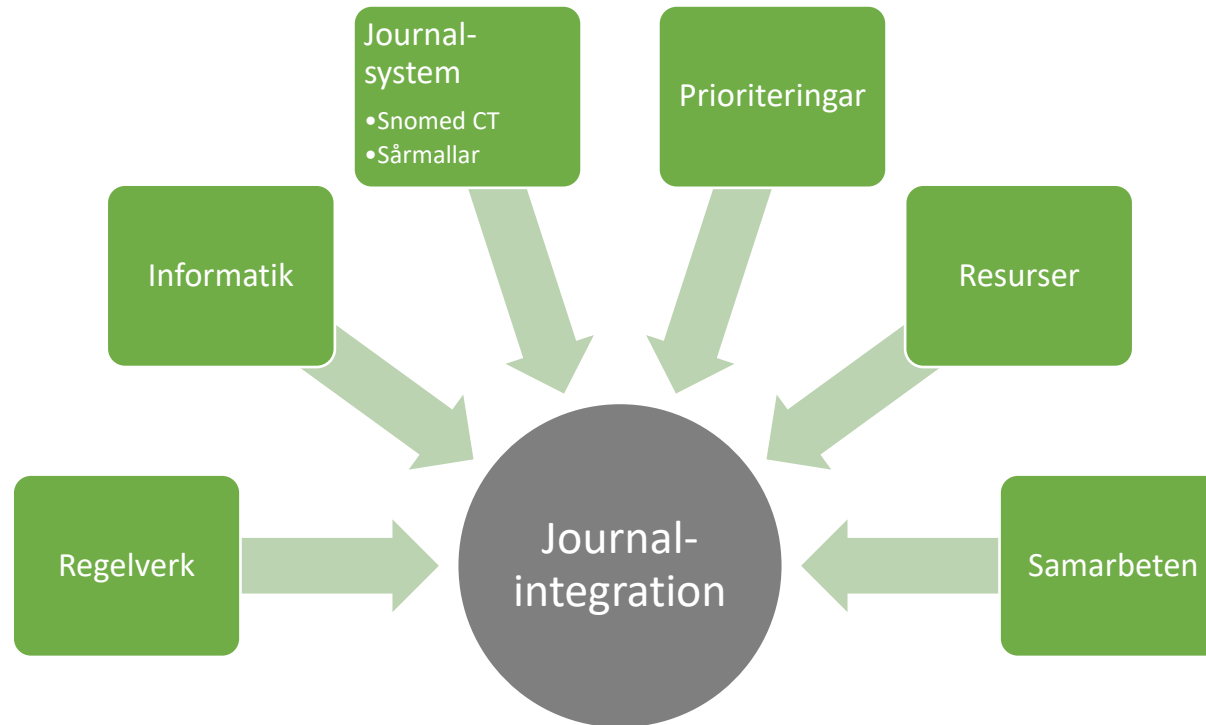 Journal-
system
•Snomed CT
•Sårmallar
Prioriteringar
Informatik
Resurser
Regelverk
Journal-
integration
Samarbeten